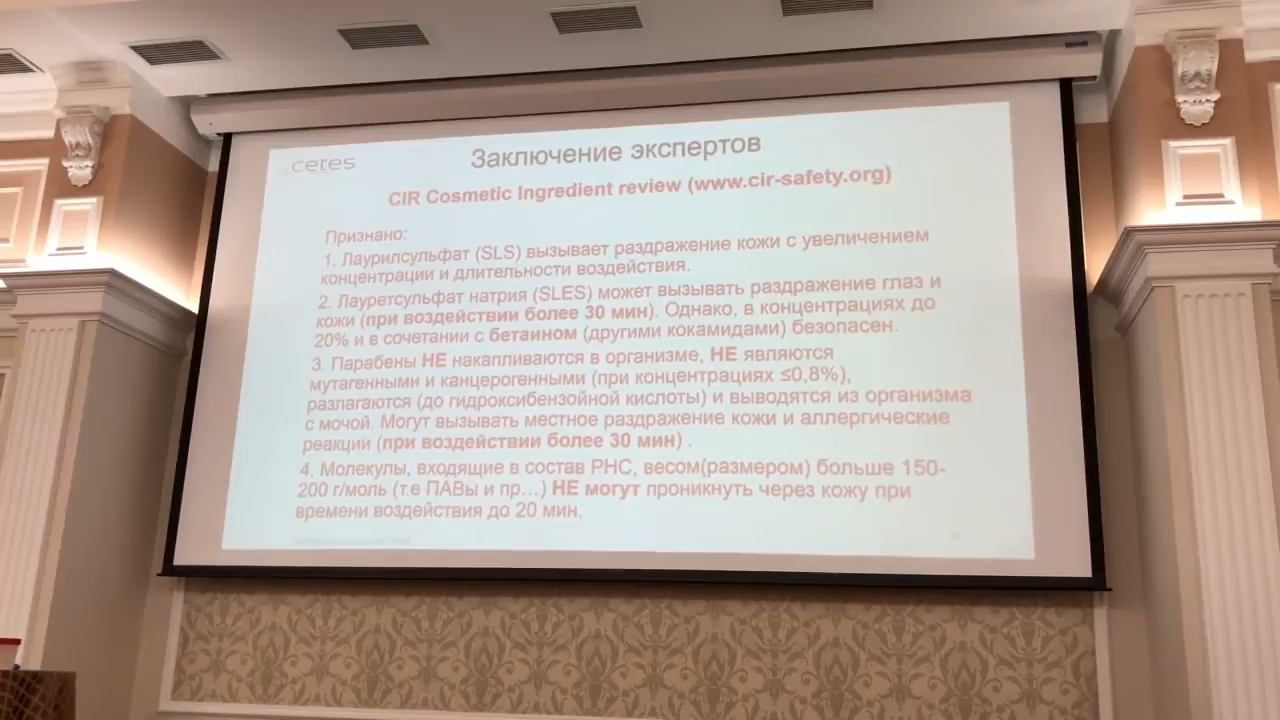 cetes
Заключение экспертов
CIR Cosmetic Ingredient review (www.cir-safety.org)
Признано:
1. Лаурилсульфат (SLS) вызывает раздражение кожи с увеличением
концентрации и длительности воздействия.
2. Лауретсульфат натрия (SLES) может вызывать раздражение глаз и
кожи (при воздействии более 30 мин). Однако, в концентрациях до
20% и в сочетании с бетаином (другими кокамидами) безопасен.
3. Парабены НЕ накапливаются в организме, НЕ являются
мутагенными и канцерогенными (при концентрациях ≤0,8%),
разлагаются (до гидроксибензойной кислоты) и выводятся из организма
с мочой. Могут вызывать местное раздражение кожи и аллергические
реакции (при воздействии более 30 мин) .
4. Молекулы, входящие в состав РНС, весом(размером) больше 150-
200 г/моль (т.е ПАВы и пр...) НЕ могут проникнуть через кожу при
времени воздействия до 20 мин.